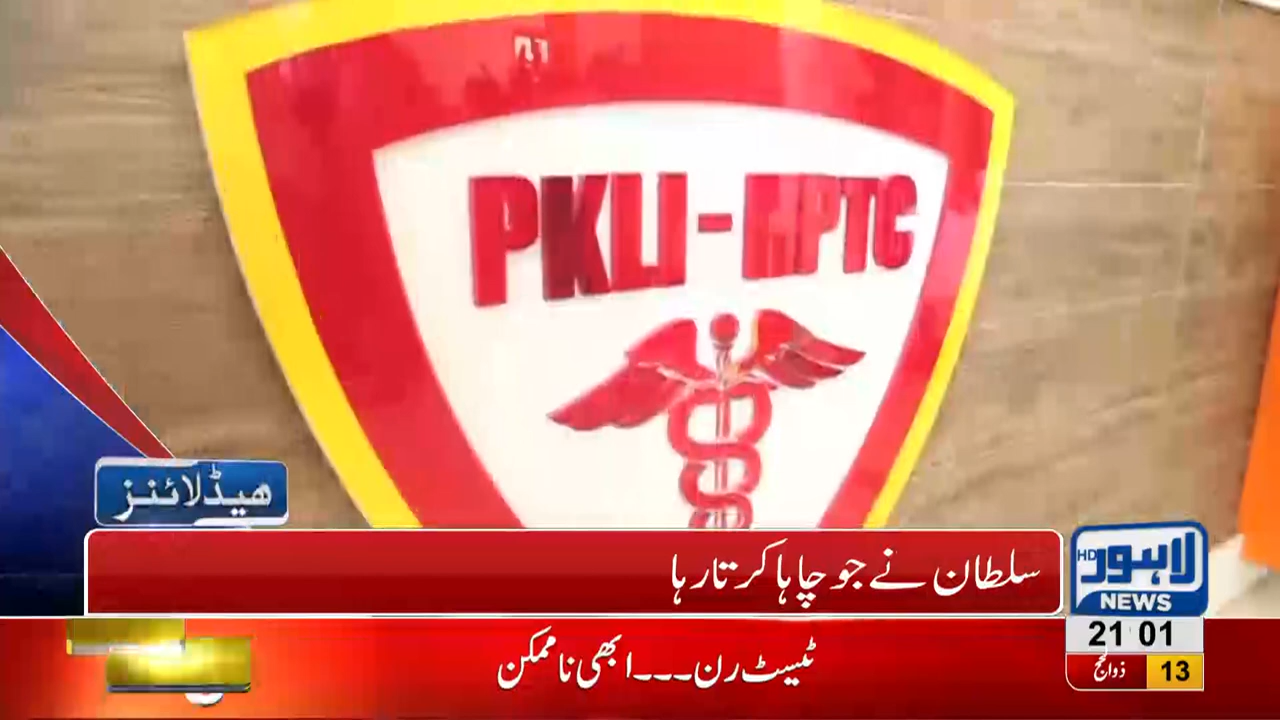 PKLI-HPTC
ہیڈلائنز
سلطان نے جو چاہا کرتا رہا
HD لاہور
NEWS
21 01
ٹیسٹ رن۔۔۔ابھی ناممکن
ذوالحج 13